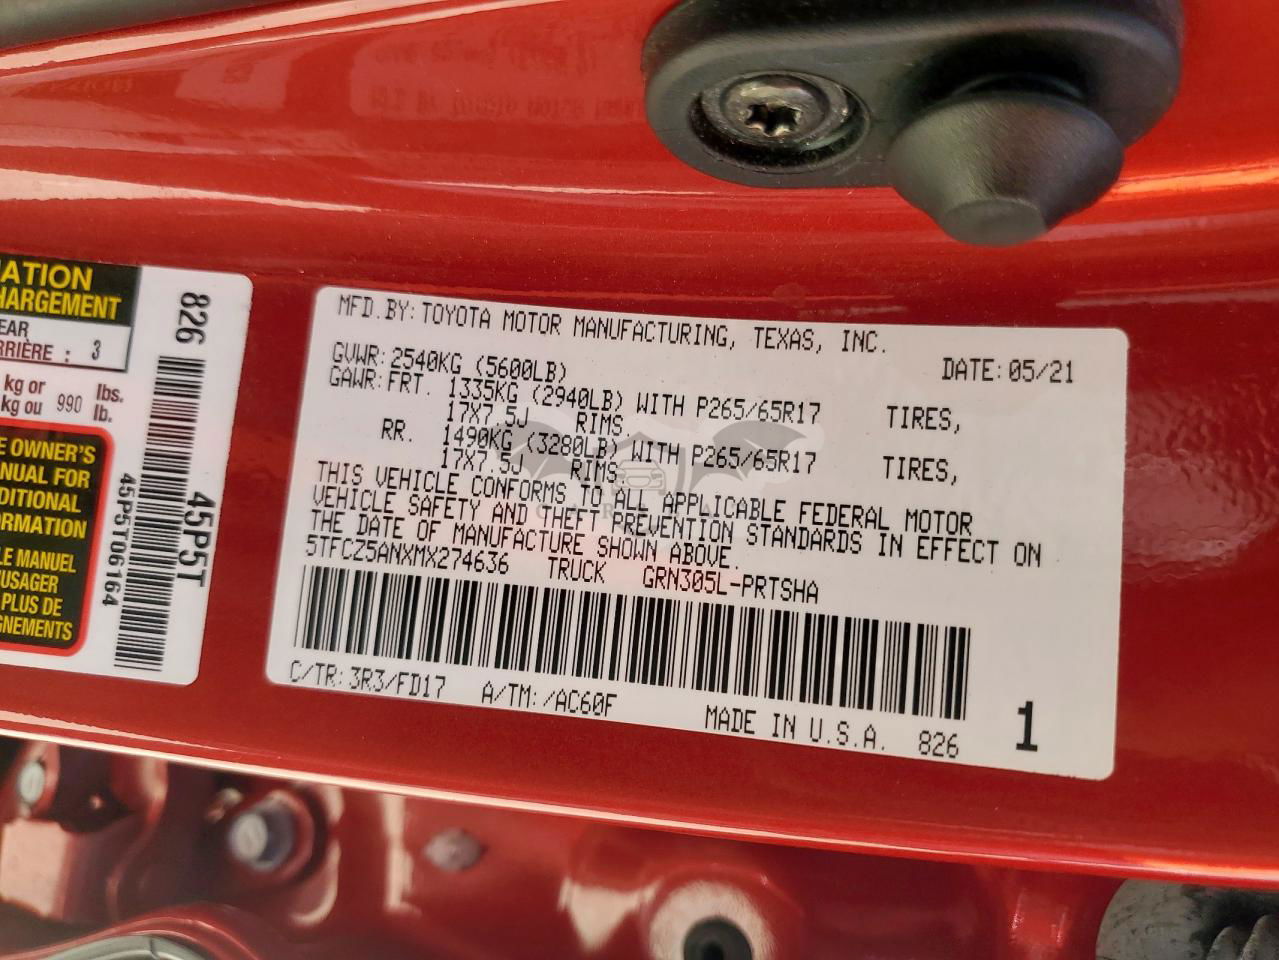 ATION
HARGEMENT
EAR
RRIÈRE : 3
kg or lbs.
kg ou 990 lb.
E OWNER'S
ANUAL FOR
DITIONAL
ORMATION
LE MANUEL
USAGER
PLUS DE
GNEMENTS
826
45P5T
45P5T06164
MFD.BY:TOYOTA MOTOR MANUFACTURING, TEXAS, INC.
DATE:05/21
GVWR:2540KG (5600LB)
GAWR:FRT. 1335KG (2940LB) WITH P265/65R17 TIRES,
17X7.5J RIMS,
RR. 1490KG (3280LB) WITH P265/65R17 TIRES,
17X7.5J RIMS
THIS VEHICLE CONFORMS TO ALL APPLICABLE FEDERAL MOTOR
VEHICLE SAFETY AND THEFT PREVENTION STANDARDS IN EFFECT ON
THE DATE OF MANUFACTURE SHOWN ABOVE.
5TFCZ5ANXMX274636 TRUCK GRN305L-PRTSHA
C/TR:3R3/FD17 A/TM:/AC60F
MADE IN U.S.A. 826 1